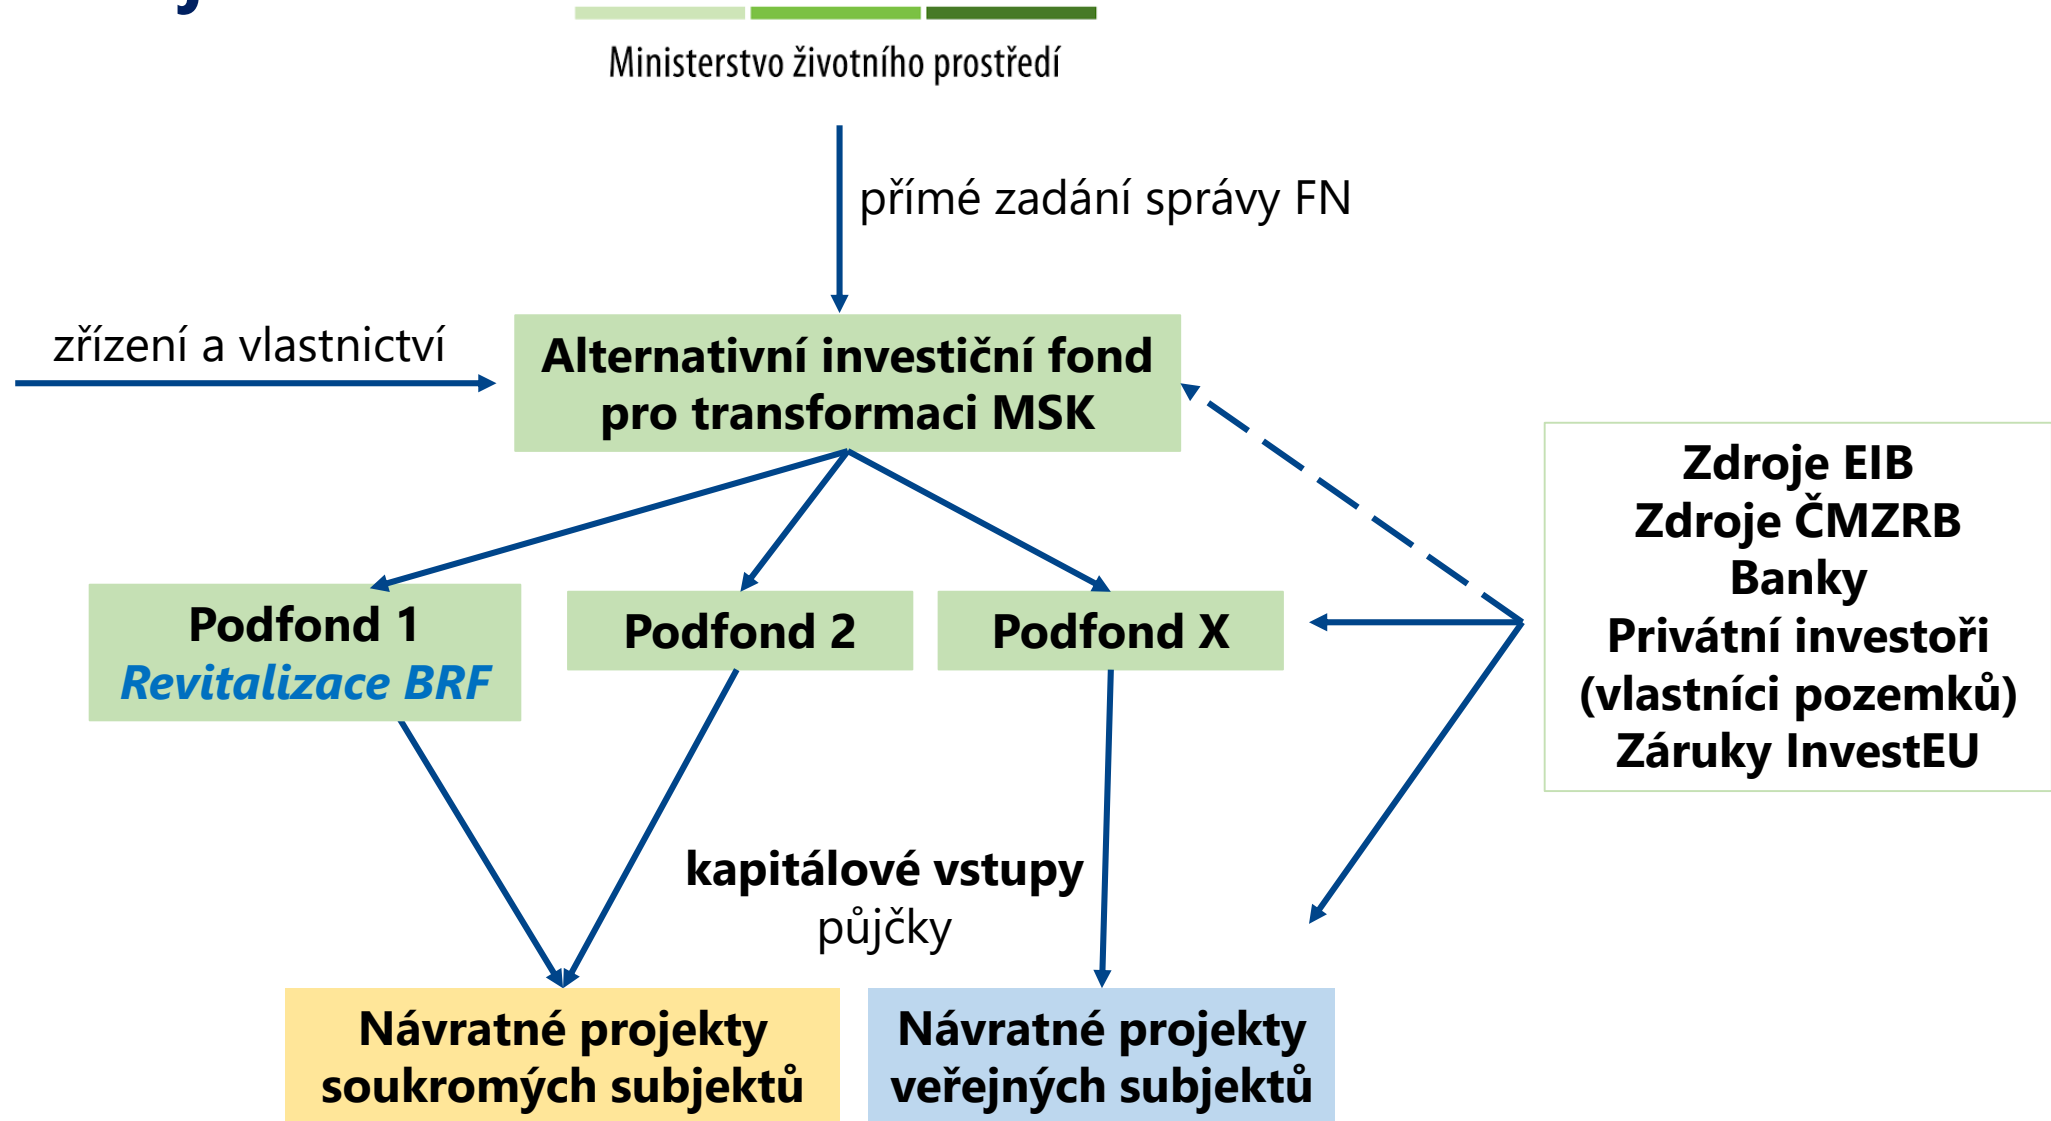 Ministerstvo životního prostředí
přímé zadání správy FN
zřízení a vlastnictví
Alternativní investiční fond
pro transformaci MSK
Zdroje EIB
Zdroje ČMZRB
Banky
Privátní investoři
(vlastníci pozemků)
Záruky InvestEU
Podfond 1
Revitalizace BRF
Podfond 2
Podfond X
kapitálové vstupy
půjčky
Návratné projekty
soukromých subjektů
Návratné projekty
veřejných subjektů